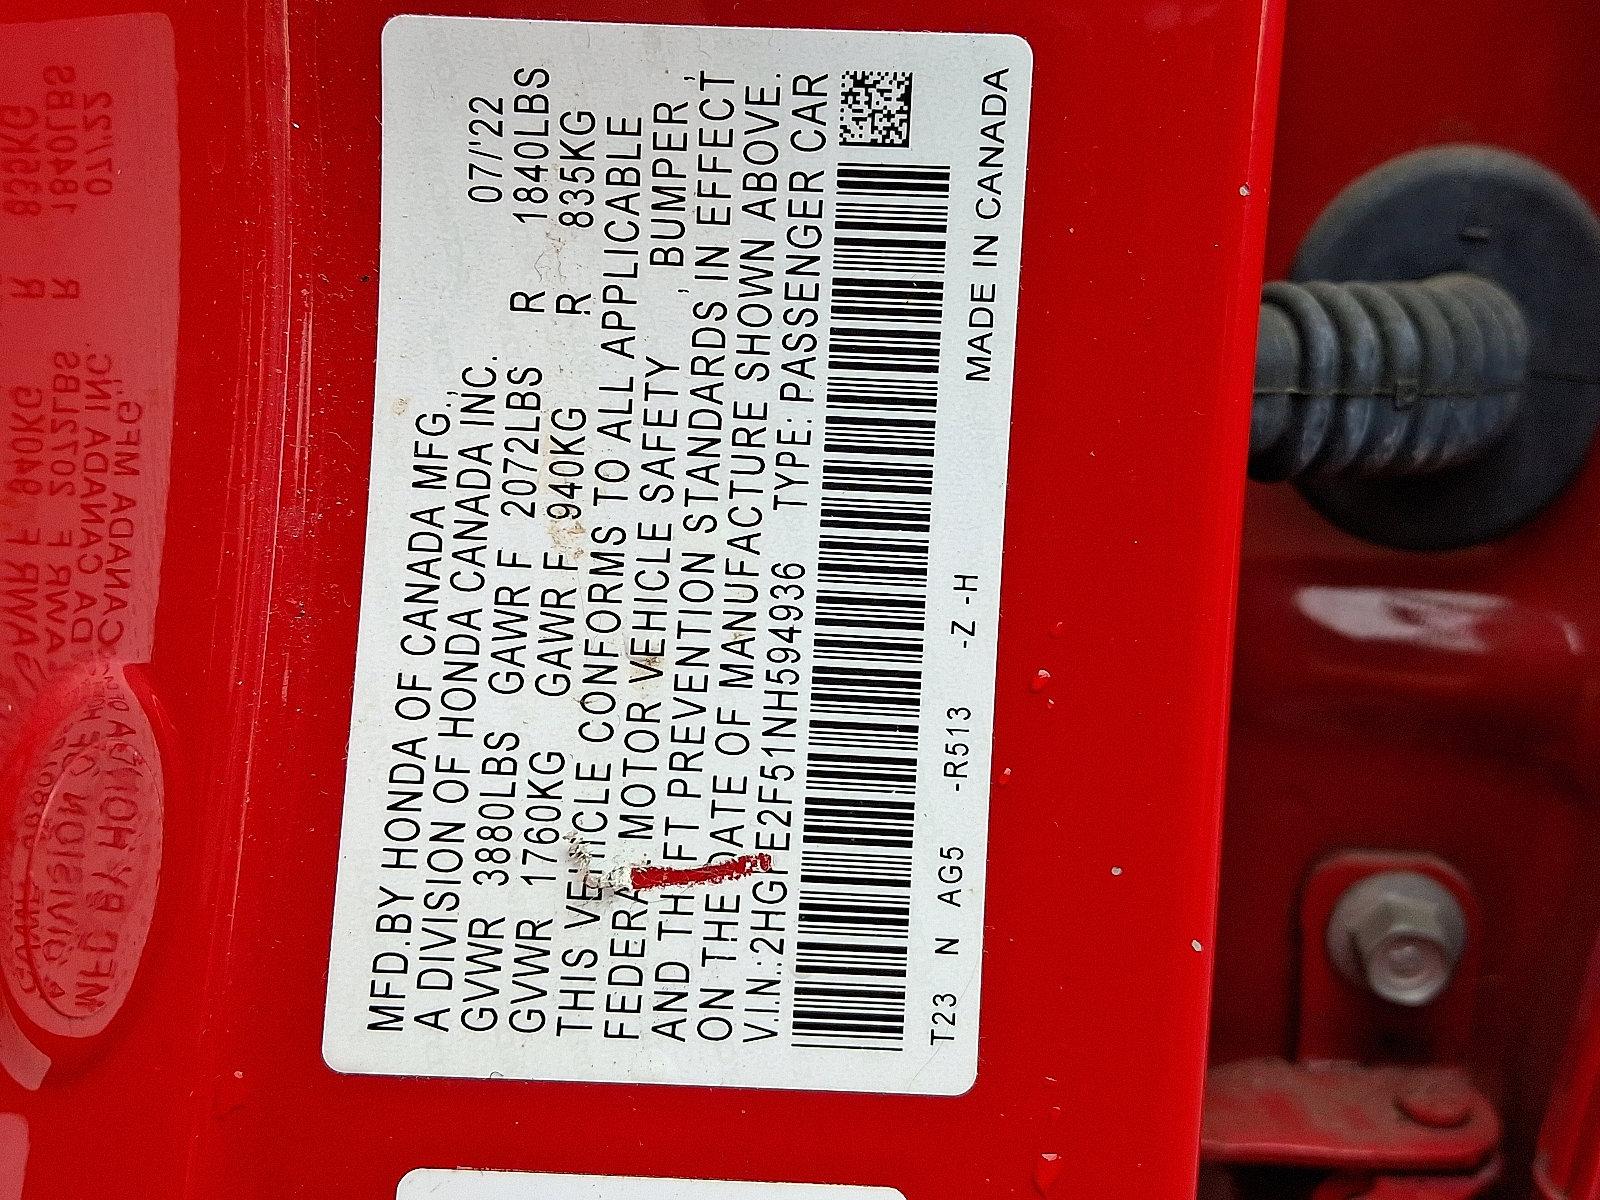 MFD. BY HONDA OF CANADA MFG.,
A DIVISION OF HONDA CANADA INC. 07/'22
GVWR 3880LBS GAWR F 2072LBS R 1840LBS
GVWR 1760KG GAWR F 940KG R 835KG
THIS VEHICLE CONFORMS TO ALL APPLICABLE
FEDERAL MOTOR VEHICLE SAFETY, BUMPER,
AND THEFT PREVENTION STANDARDS IN EFFECT
ON THE DATE OF MANUFACTURE SHOWN ABOVE.
V.I.N.:2HGFE2F51NH594936 TYPE: PASSENGER CAR
T23 N AG5 -R513 -Z -H MADE IN CANADA